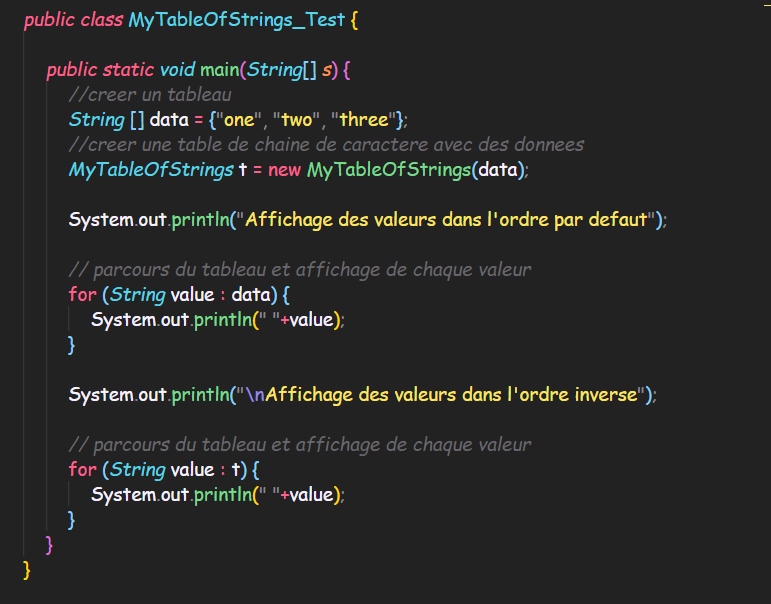 public class MyTableOfStrings_Test {
public static void main(String[] s) {
//creer un tableau
String [] data = {"one", "two", "three"};
//creer une table de chaine de caractere avec des donnees
MyTableOfStrings t = new MyTableOfStrings(data);
System.out.println("Affichage des valeurs dans l'ordre par defaut");
// parcours du tableau et affichage de chaque valeur
for (String value : data) {
System.out.println(" "+value);
}
System.out.println("\nAffichage des valeurs dans l'ordre inverse");
// parcours du tableau et affichage de chaque valeur
for (String value : t) {
System.out.println(" "+value);
}
}
}